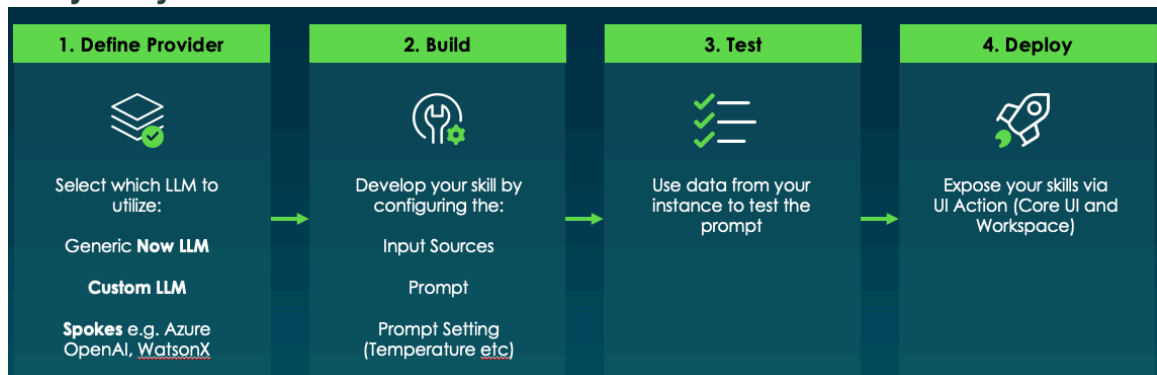 1. Define Provider
Select which LLM to
utilize:
Generic Now LLM
Custom LLM
Spokes e.g. Azure
OpenAI, WatsonX
2. Build
Develop your skill by
configuring the:
Input Sources
Prompt
Prompt Setting
(Temperature etc)
3. Test
Use data from your
instance to test the
prompt
4. Deploy
Expose your skills via
UI Action (Core UI and
Workspace)